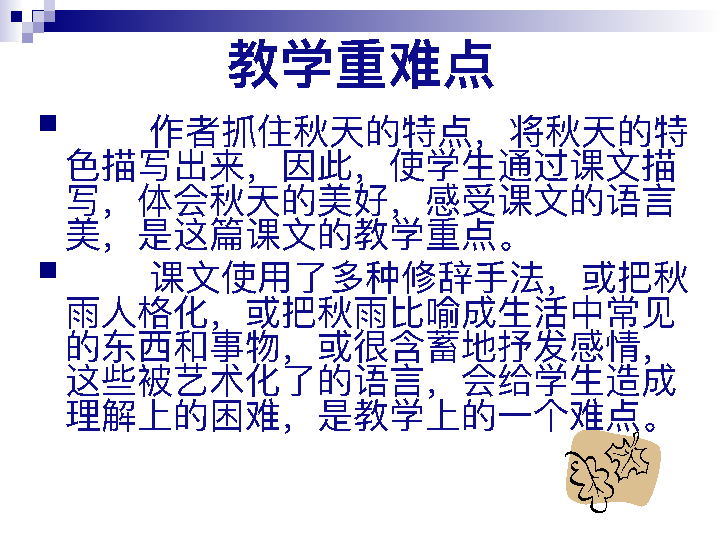 教学重难点
作者抓住秋天的特点，将秋天的特
色描写出来，因此，使学生通过课文描
写，体会秋天的美好，感受课文的语言
美，是这篇课文的教学重点。
课文使用了多种修辞手法，或把秋
雨人格化，或把秋雨比喻成生活中常见
的东西和事物，或很含蓄地抒发感情，
这些被艺术化了的语言，会给学生造成
理解上的困难，是教学上的一个难点。